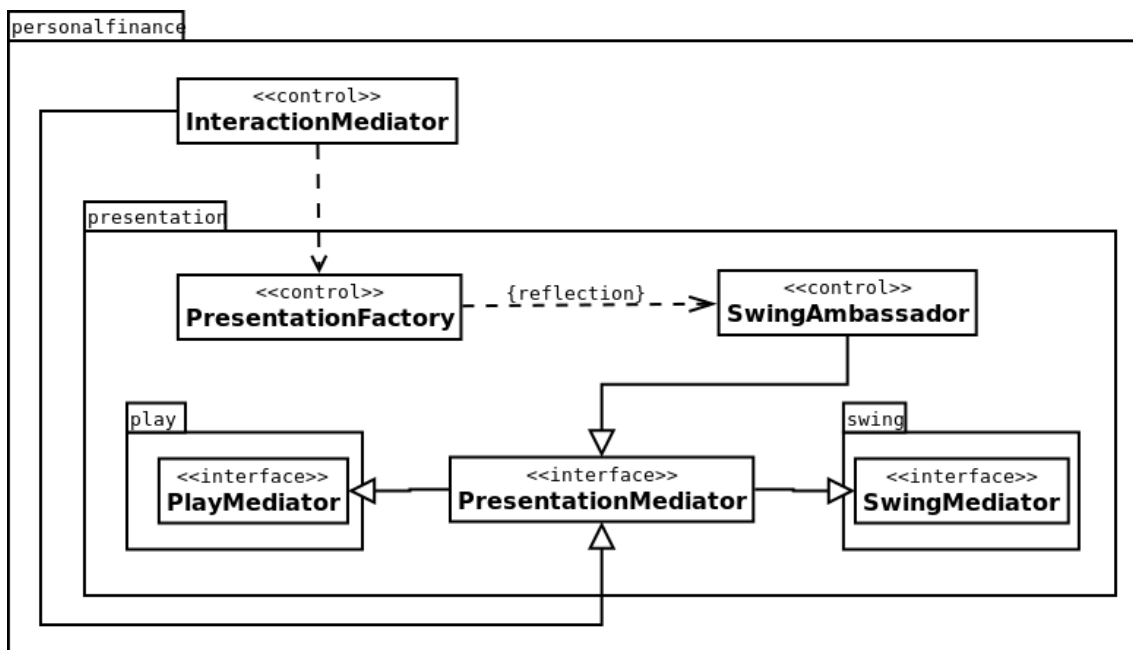 personalfinance
<<control>>
InteractionMediator
presentation
<<control>>
PresentationFactory
{reflection}
<<control>>
SwingAmbassador
play
<<interface>>
PlayMediator
<<interface>>
PresentationMediator
swing
<<interface>>
SwingMediator